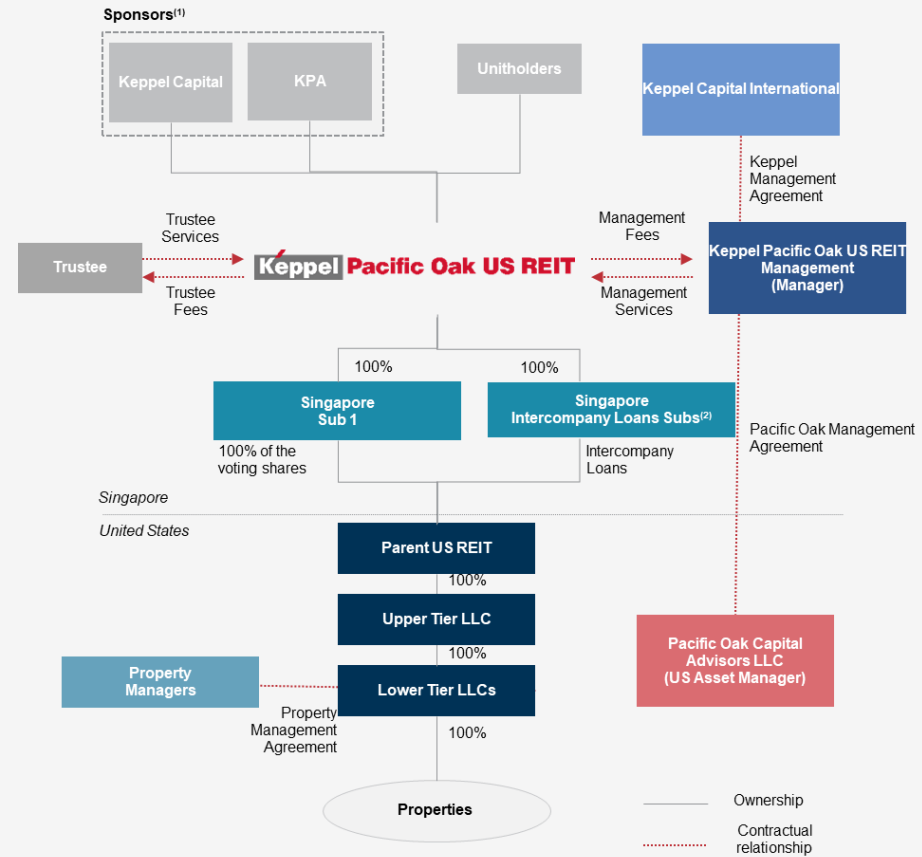 Sponsors(1)
Keppel Capital
KPA
Unitholders
Keppel Capital International
Keppel
Management
Agreement
Trustee
Services
Management
Fees
Trustee
Keppel Pacific Oak US REIT
Keppel Pacific Oak US REIT
Management
(Manager)
Trustee
Fees
Management
Services
100%
100%
Singapore
Sub 1
Singapore
Intercompany Loans Subs(2)
Pacific Oak Management
Agreement
100% of the
voting shares
Intercompany
Loans
Singapore
United States
Parent US REIT
100%
Upper Tier LLC
100%
Pacific Oak Capital
Advisors LLC
(US Asset Manager)
Property
Managers
Lower Tier LLCs
Property
Management
Agreement
100%
Properties
Ownership
Contractual
relationship